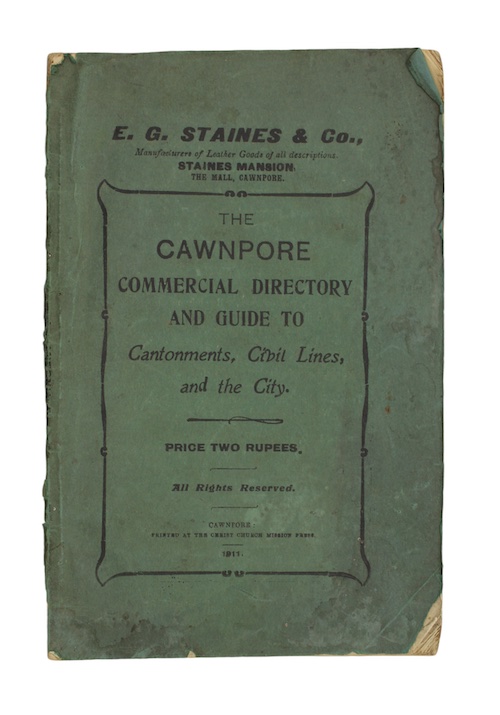 E. G. STAINES & Co.,
Manufacturers of Leather Goods of all descriptions.
STAINES MANSION,
THE MALL, CAWNPORE.
THE
CAWNPORE
COMMERCIAL DIRECTORY
AND GUIDE TO
Cantonments, Civil Lines,
and the City.
PRICE TWO RUPEES.
All Rights Reserved.
CAWNPORE
PRINTED AT THE CHRIST CHURCH MISSION PRESS.
1911.